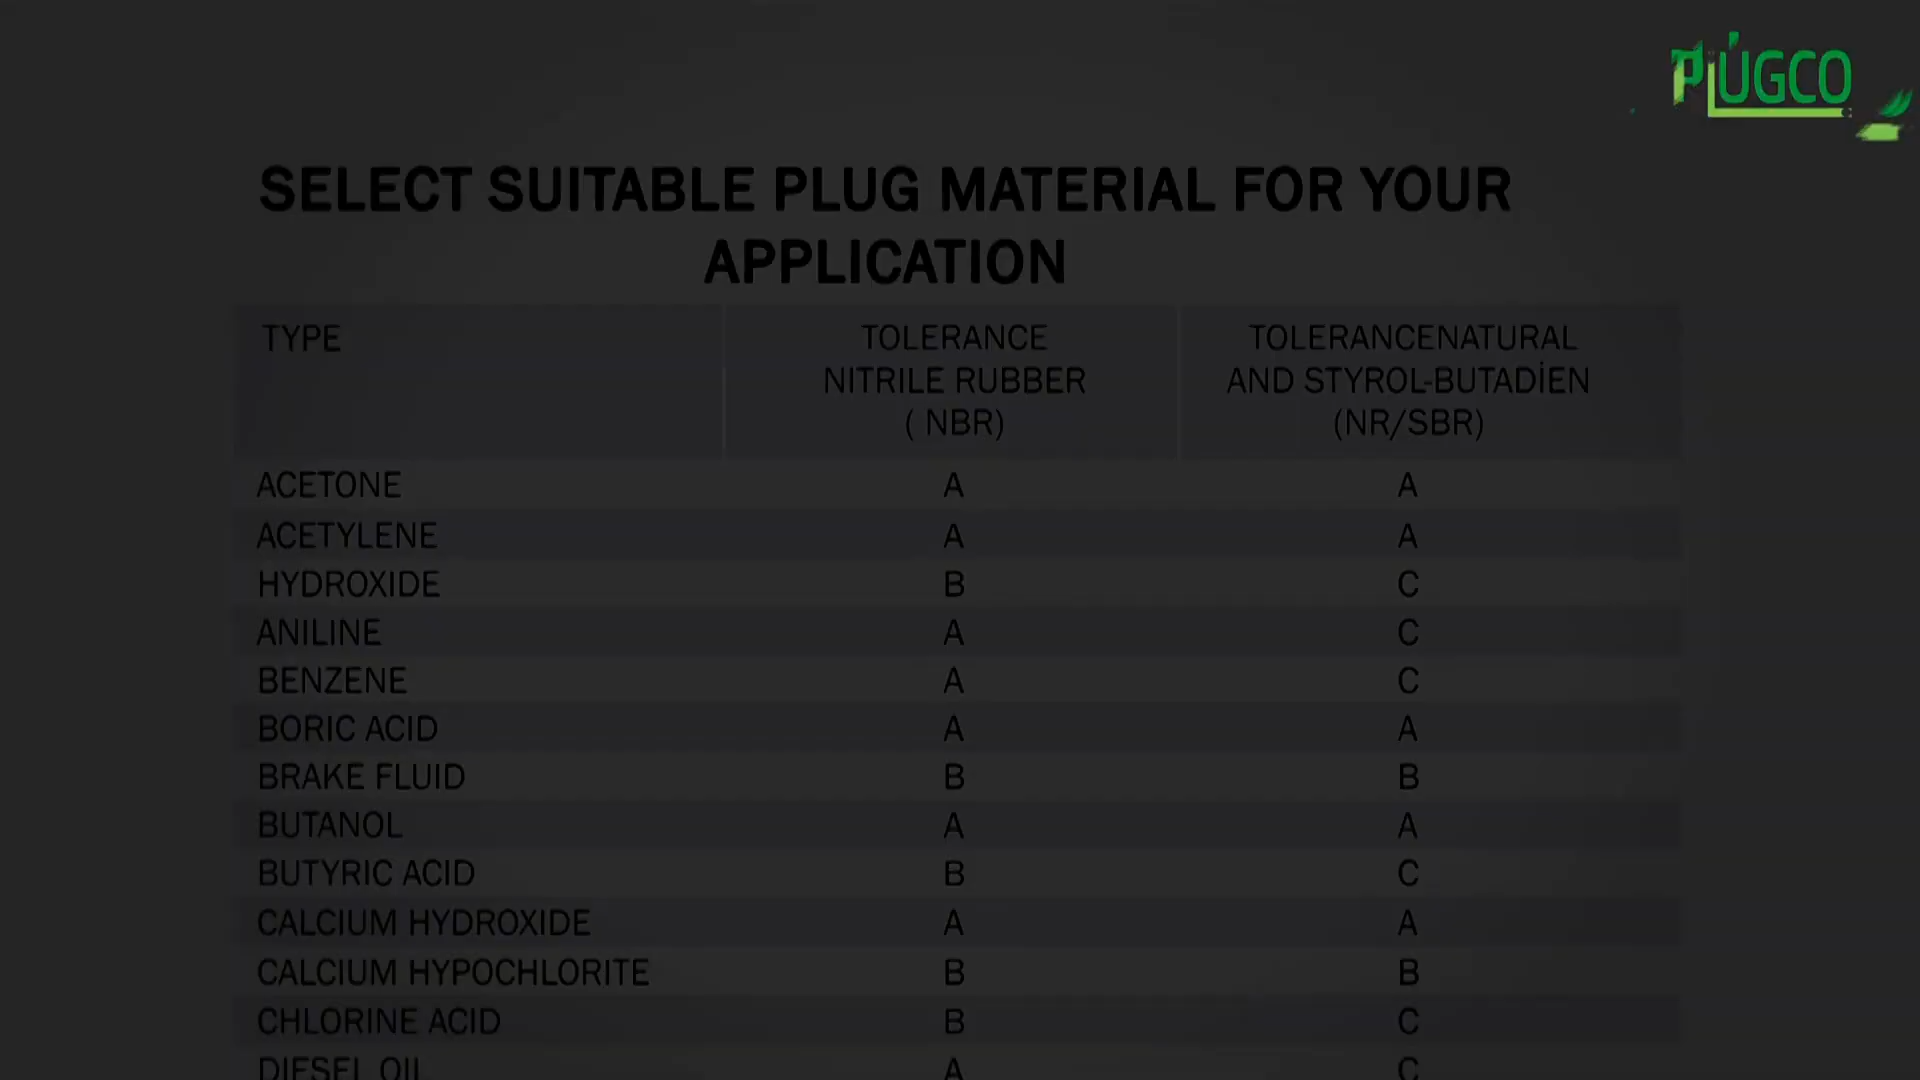 PLUGCO
SELECT SUITABLE PLUG MATERIAL FOR YOUR
APPLICATION
TYPE
TOLERANCE
NITRILE RUBBER
( NBR)
TOLERANCENATURAL
AND STYROL-BUTADİEN
(NR/SBR)
ACETONE A A
ACETYLENE A A
HYDROXIDE B C
ANILINE A C
BENZENE A C
BORIC ACID A A
BRAKE FLUID B B
BUTANOL A A
BUTYRIC ACID B C
CALCIUM HYDROXIDE A A
CALCIUM HYPOCHLORITE B B
CHLORINE ACID B C
DIESEL OIL A C